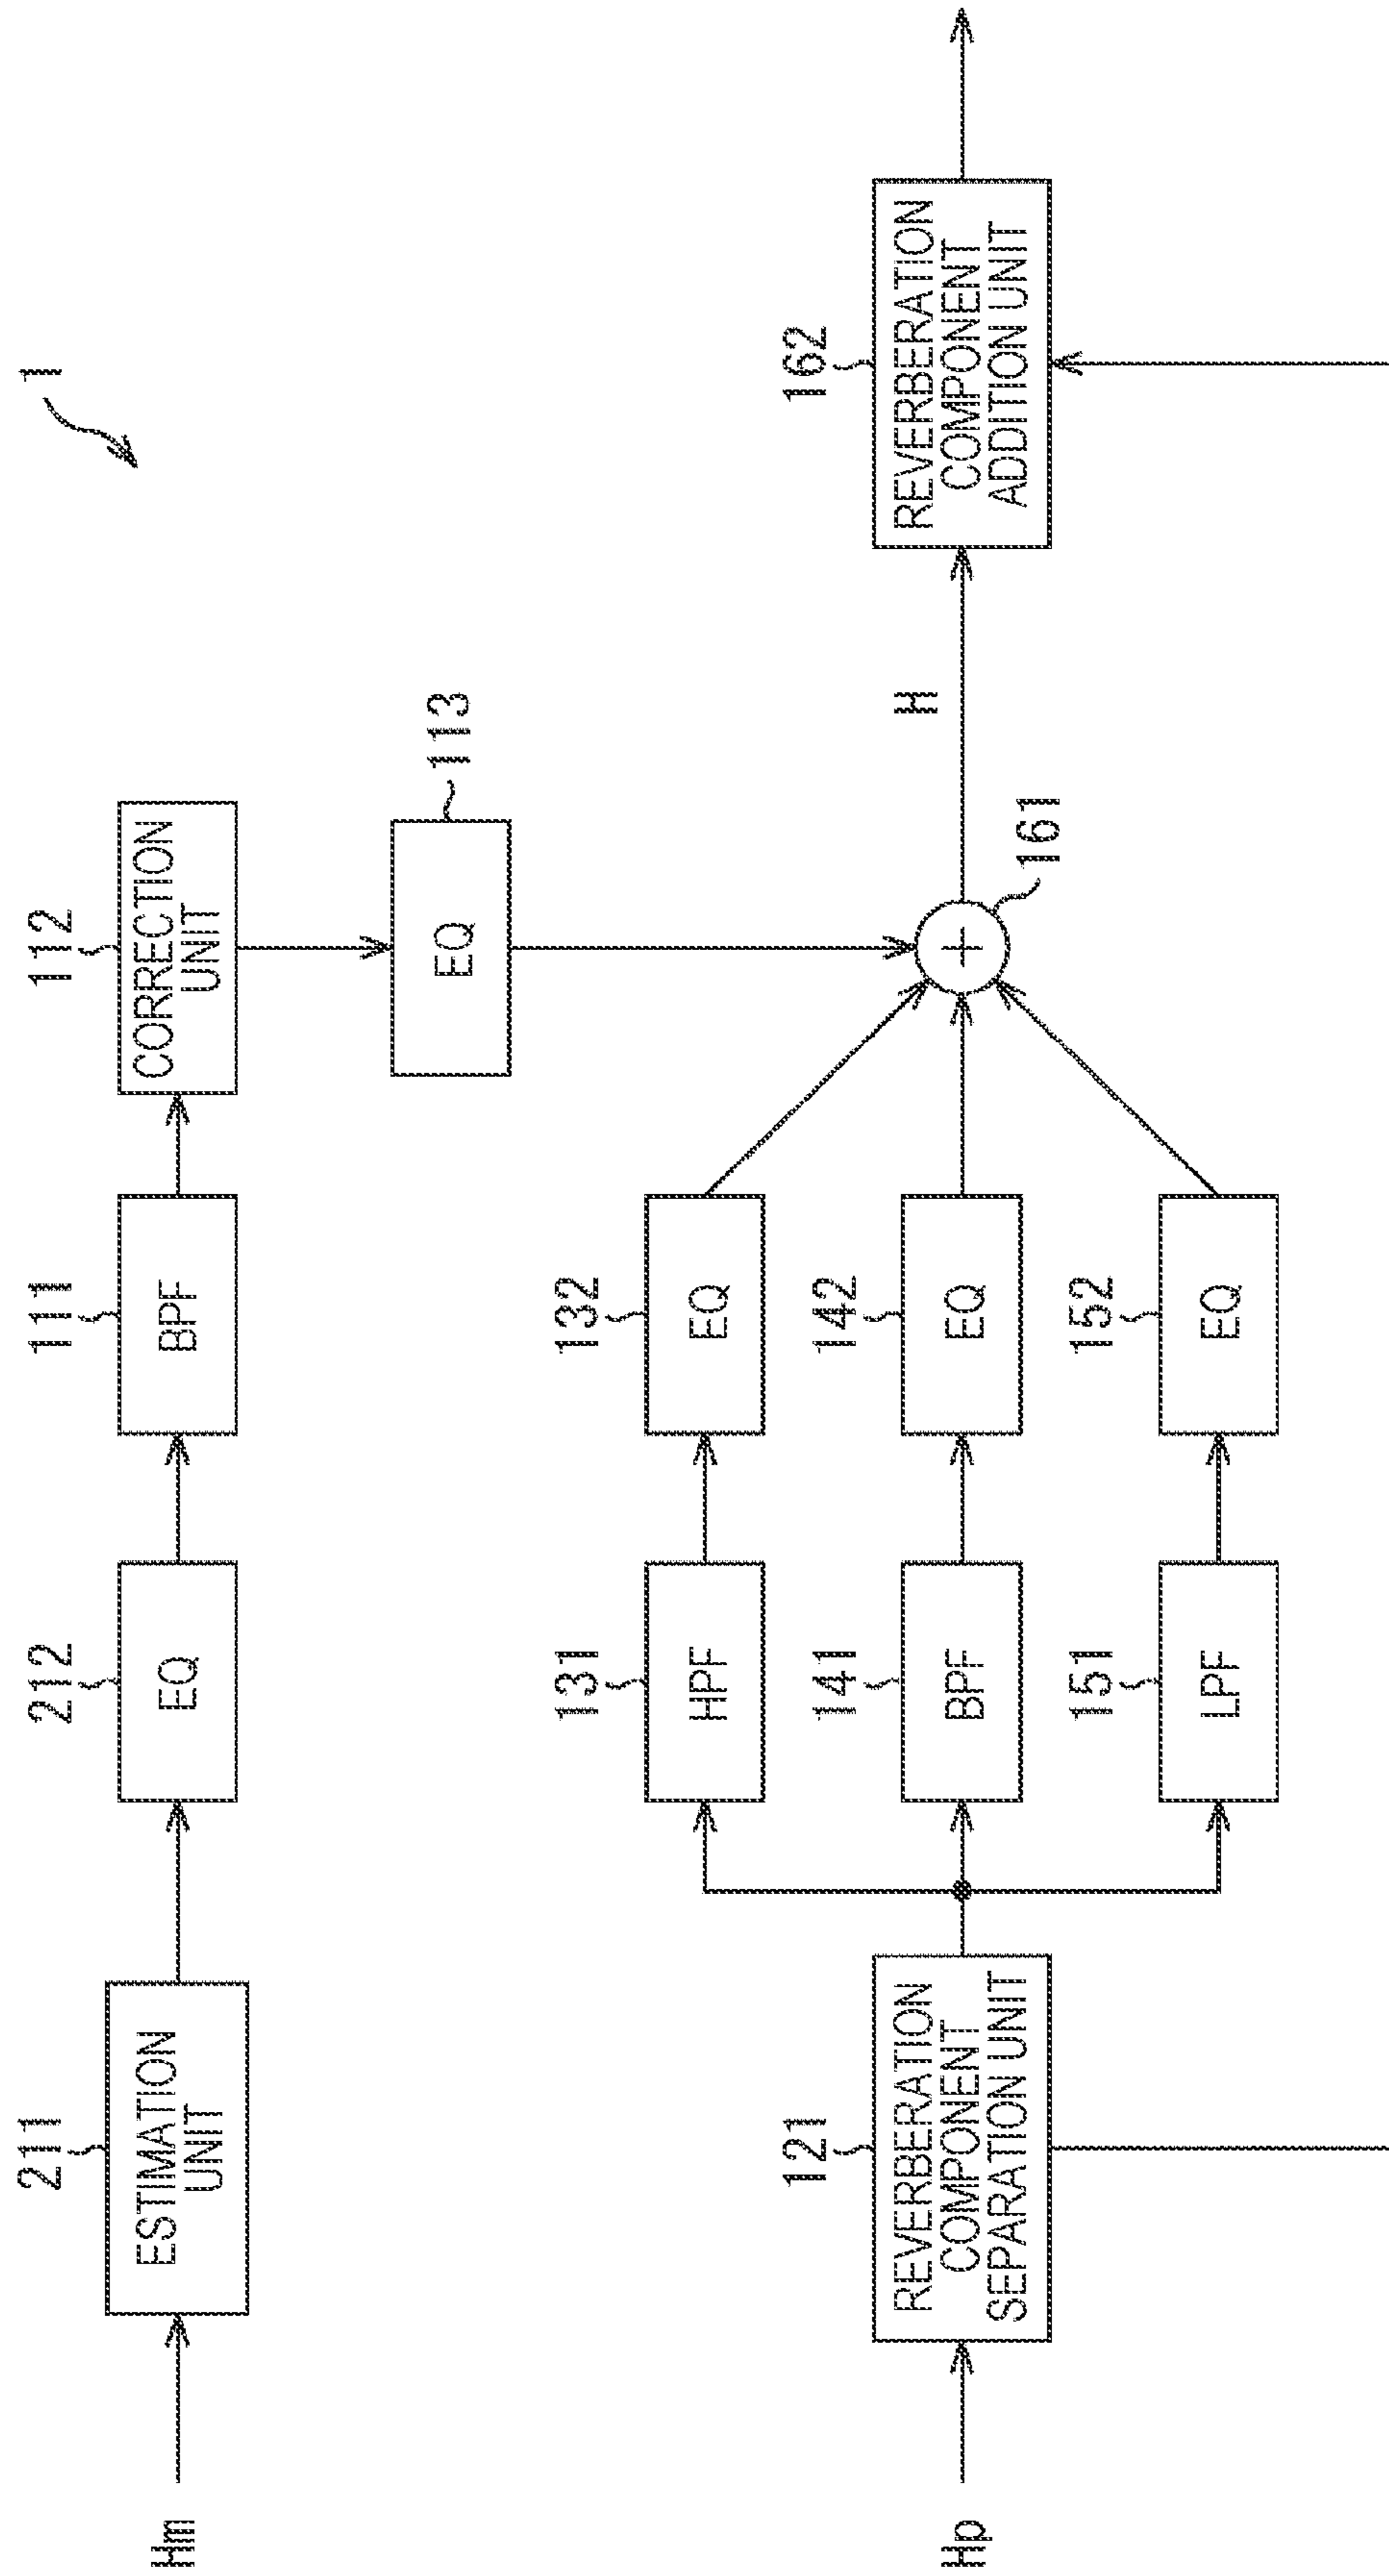 1
Hm
211
ESTIMATION
UNIT
212
EQ
111
BPF
112
CORRECTION
UNIT
113
EQ
Hp
121
REVERBERATION
COMPONENT
SEPARATION UNIT
131
HPF
132
EQ
141
BPF
142
EQ
151
LPF
152
EQ
+
161
H
162
REVERBERATION
COMPONENT
ADDITION UNIT